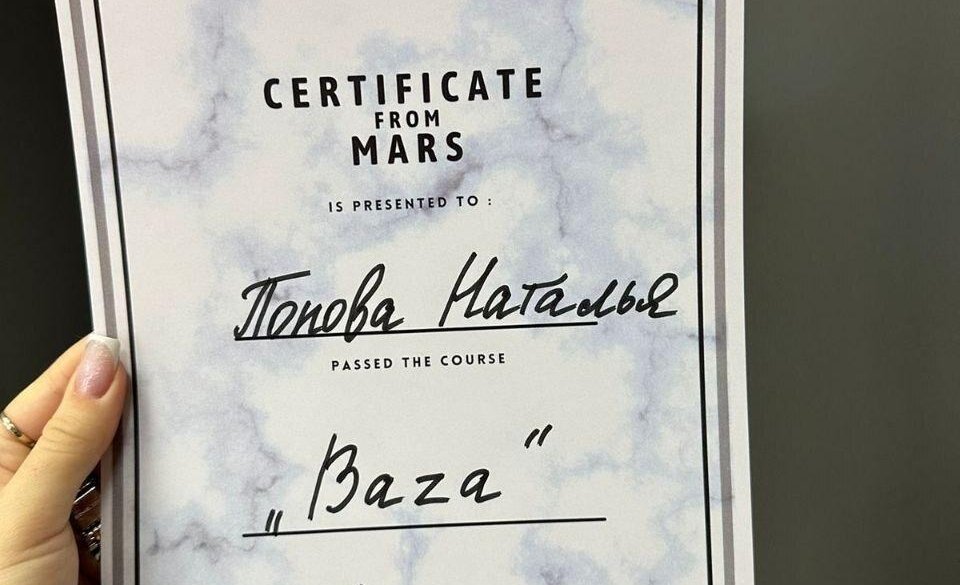 CERTIFICATE
FROM
MARS
IS PRESENTED TO :
Попова Наталья
PASSED THE COURSE
„Baza“